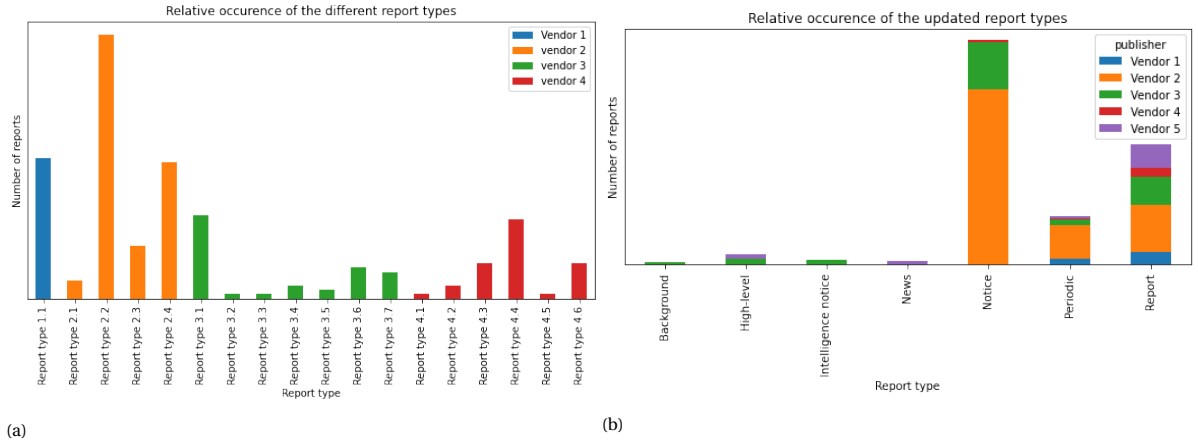 Relative occurence of the different report types
Number of reports
Vendor 1
vendor 2
vendor 3
vendor 4
Report type 1.1
Report type 2.1
Report type 2.2
Report type 2.3
Report type 2.4
Report type 3.1
Report type 3.2
Report type 3.3
Report type 3.4
Report type 3.5
Report type 3.6
Report type 3.7
Report type 4.1
Report type 4.2
Report type 4.3
Report type 4.4
Report type 4.5
Report type 4.6
Report type
(a)
Relative occurence of the updated report types
Number of reports
publisher
Vendor 1
Vendor 2
Vendor 3
Vendor 4
Vendor 5
Background
High-level
Intelligence notice
News
Notice
Periodic
Report
Report type
(b)